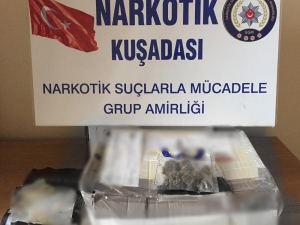 NARKOTİK
KUŞADASI
NARKOTİK SUÇLARLA MÜCADELE
GRUP AMİRLİĞİ